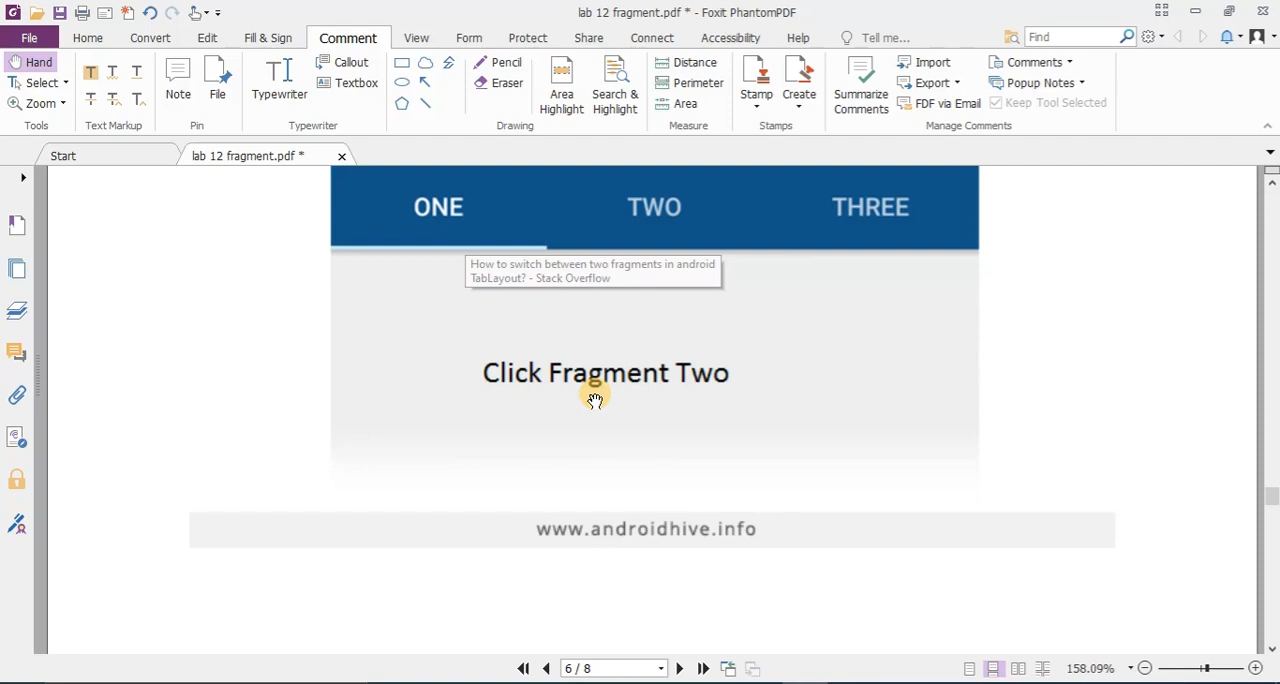 lab 12 fragment.pdf * - Foxit PhantomPDF
File Home Convert Edit Fill & Sign Comment View Form Protect Share Connect Accessibility Help Tell me... Find
Hand
Select
Zoom
Tools
T T T
T T T
Text Markup
Note File
Pin
Typewriter
Callout
Textbox
Typewriter
Pencil
Eraser
Area Highlight
Search & Highlight
Drawing
Distance
Perimeter
Area
Measure
Stamp Create
Stamps
Summarize Comments
Import
Export
FDF via Email
Comments
Popup Notes
Keep Tool Selected
Manage Comments
Start lab 12 fragment.pdf *
ONE TWO THREE
How to switch between two fragments in android
TabLayout? - Stack Overflow
Click Fragment Two
www.androidhive.info
6 / 8 158.09%